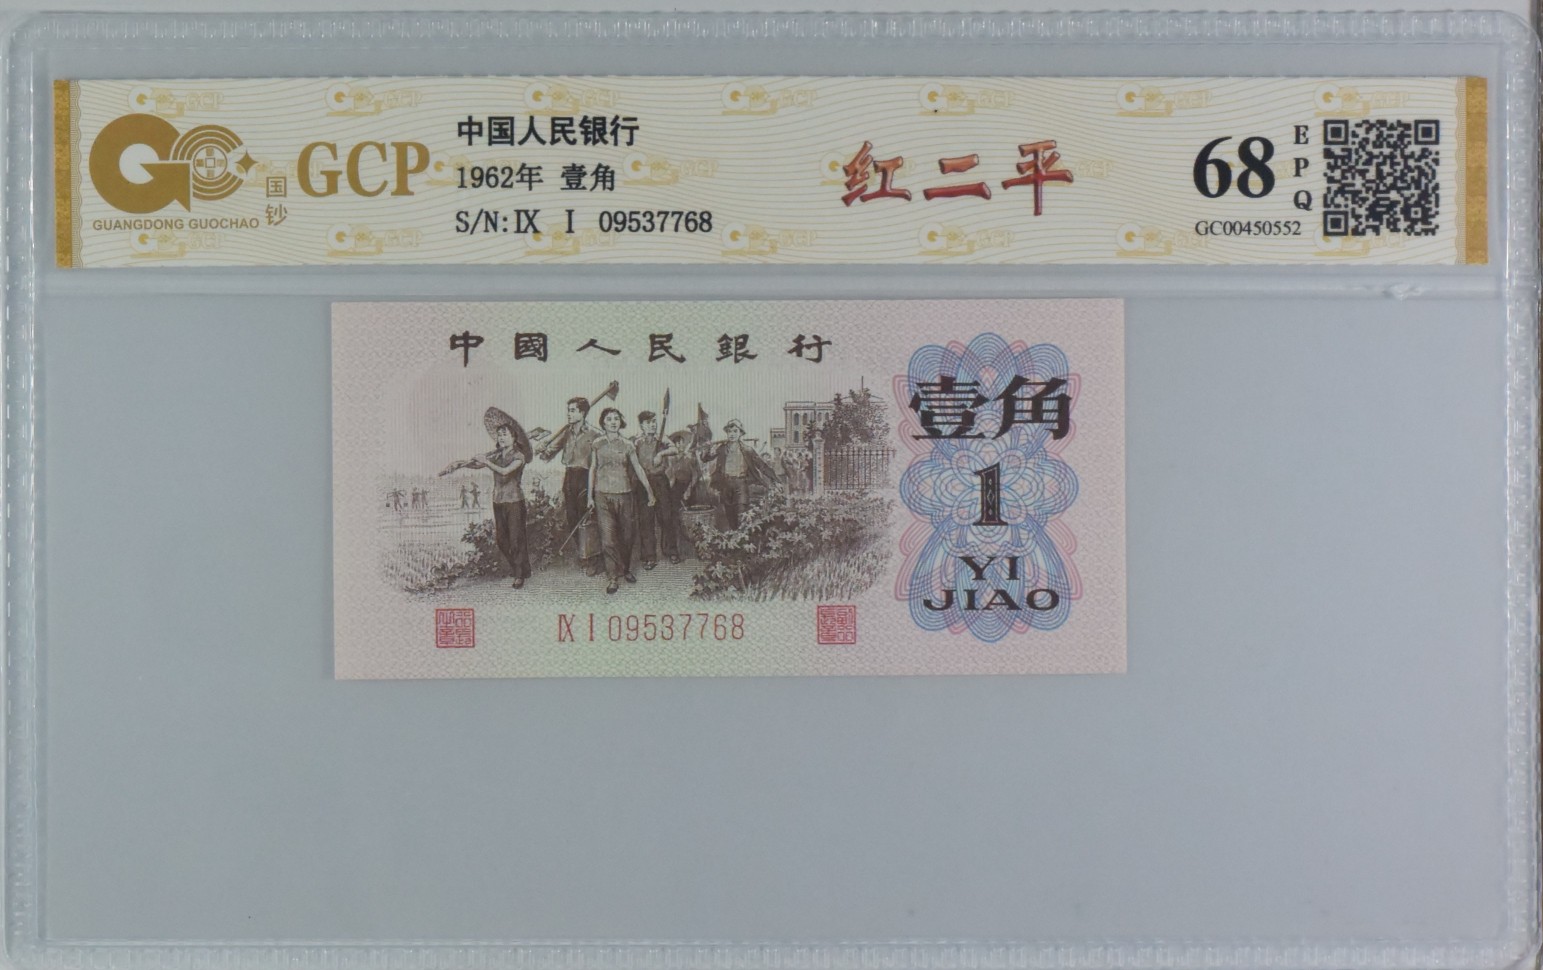 GUANGDONG GUOCHAO
国钞
GCP
中国人民银行
1962年 壹角
S/N:Ⅸ Ⅰ 09537768
红二平
68
EPQ
GC00450552
中國人民銀行
壹角
1
YI
JIAO
Ⅸ Ⅰ 09537768